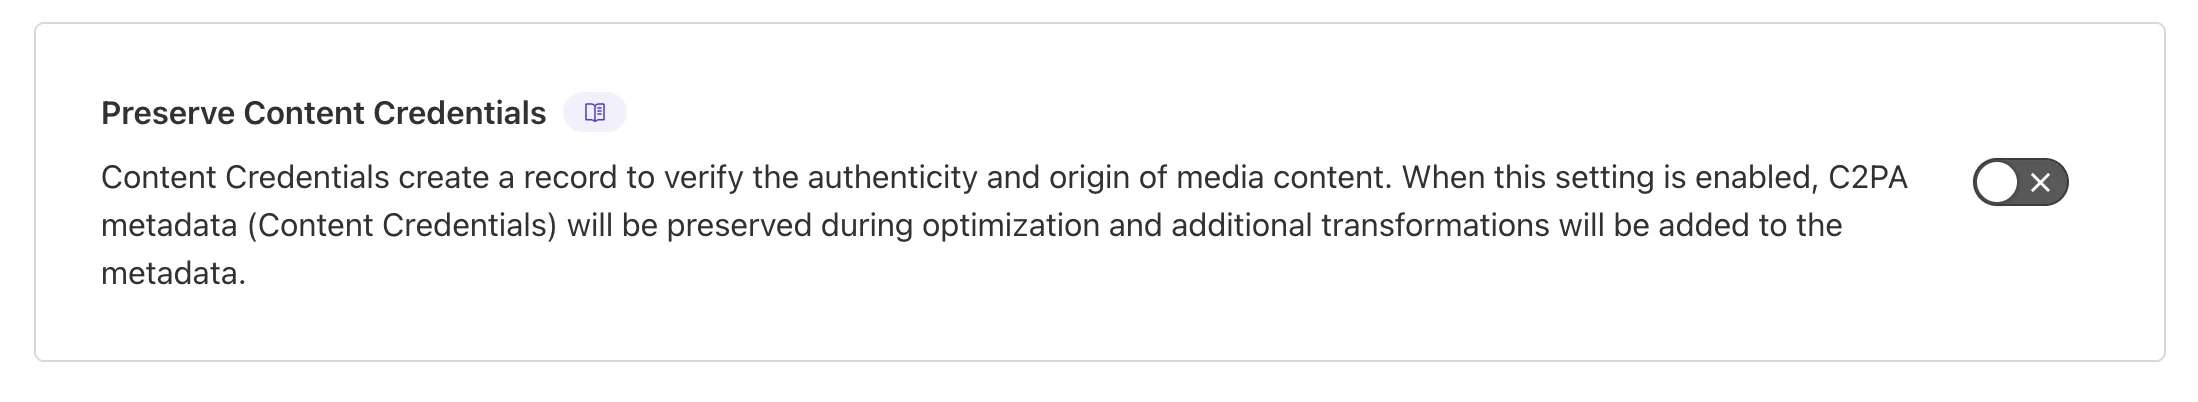 Preserve Content Credentials
Content Credentials create a record to verify the authenticity and origin of media content. When this setting is enabled, C2PA
metadata (Content Credentials) will be preserved during optimization and additional transformations will be added to the
metadata.